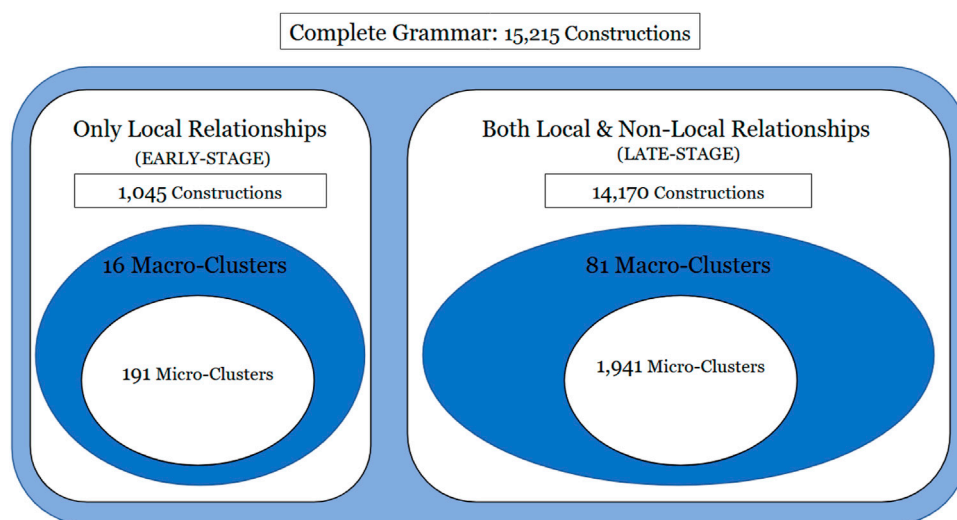 Complete Grammar: 15,215 Constructions
Only Local Relationships
(EARLY-STAGE)
1,045 Constructions
16 Macro-Clusters
191 Micro-Clusters
Both Local & Non-Local Relationships
(LATE-STAGE)
14,170 Constructions
81 Macro-Clusters
1,941 Micro-Clusters